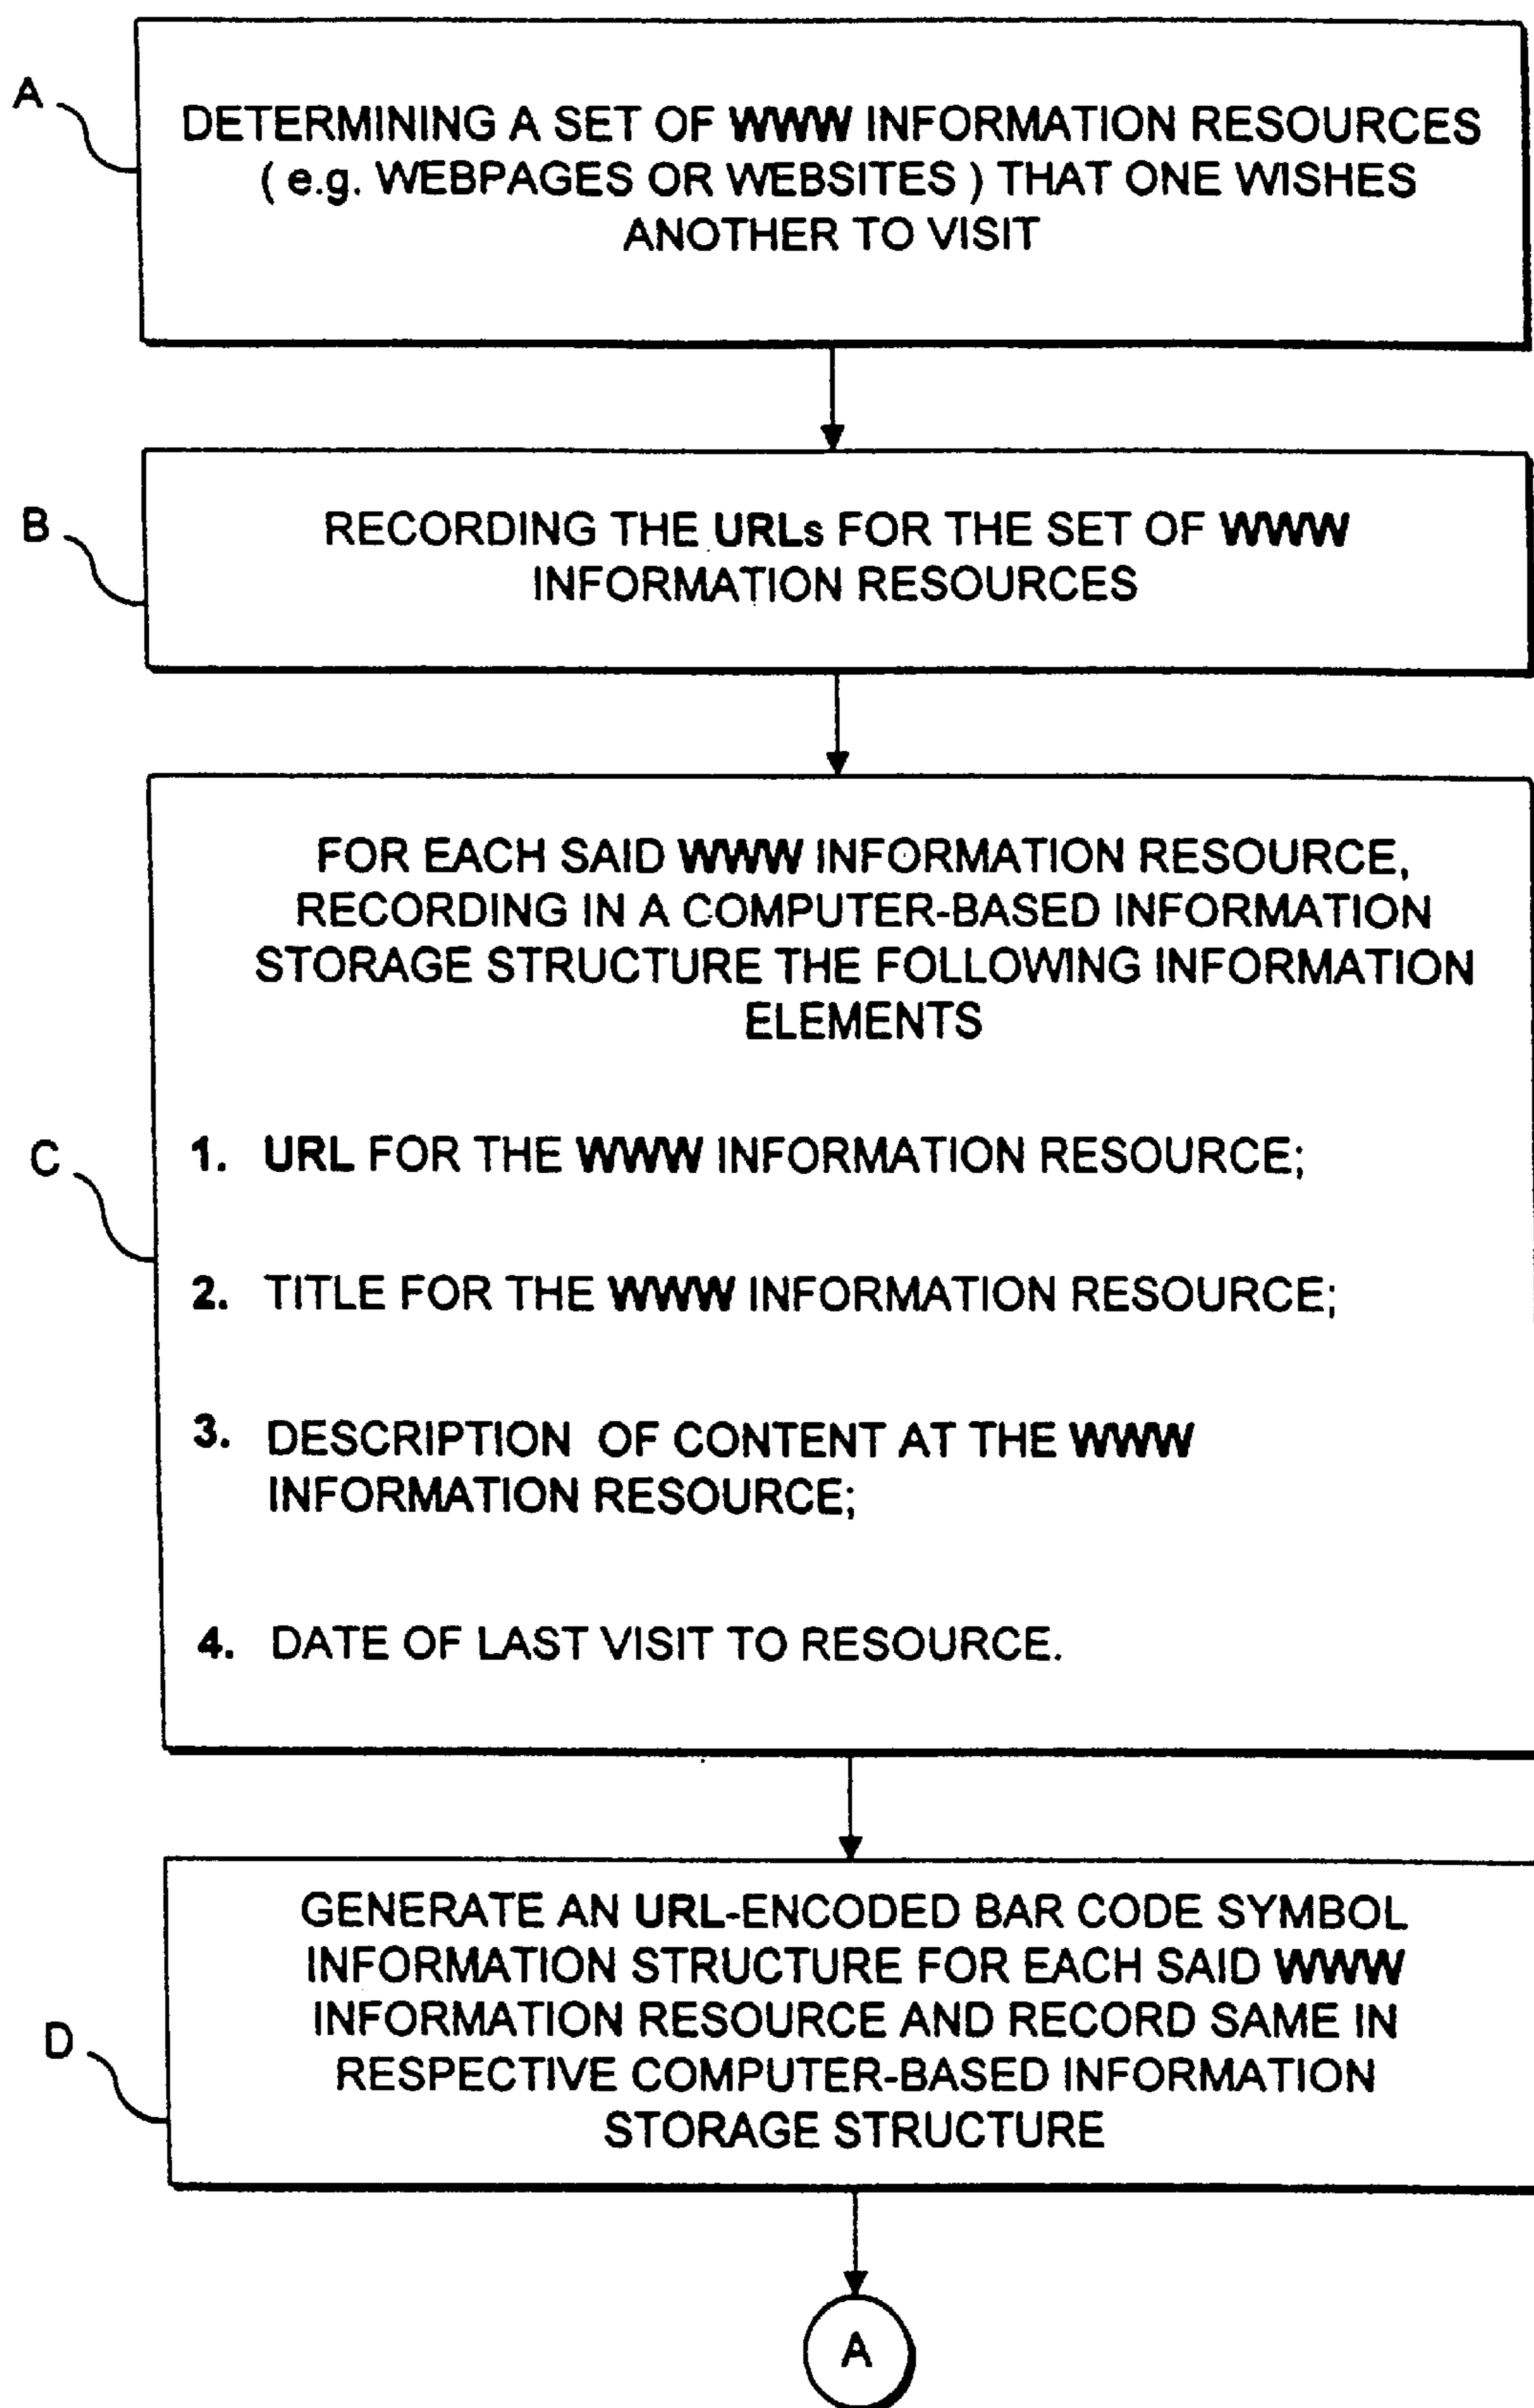 A
DETERMINING A SET OF WWW INFORMATION RESOURCES
( e.g. WEBPAGES OR WEBSITES ) THAT ONE WISHES
ANOTHER TO VISIT
B
RECORDING THE URLs FOR THE SET OF WWW
INFORMATION RESOURCES
C
FOR EACH SAID WWW INFORMATION RESOURCE,
RECORDING IN A COMPUTER-BASED INFORMATION
STORAGE STRUCTURE THE FOLLOWING INFORMATION
ELEMENTS
1. URL FOR THE WWW INFORMATION RESOURCE;
2. TITLE FOR THE WWW INFORMATION RESOURCE;
3. DESCRIPTION OF CONTENT AT THE WWW
INFORMATION RESOURCE;
4. DATE OF LAST VISIT TO RESOURCE.
D
GENERATE AN URL-ENCODED BAR CODE SYMBOL
INFORMATION STRUCTURE FOR EACH SAID WWW
INFORMATION RESOURCE AND RECORD SAME IN
RESPECTIVE COMPUTER-BASED INFORMATION
STORAGE STRUCTURE
A